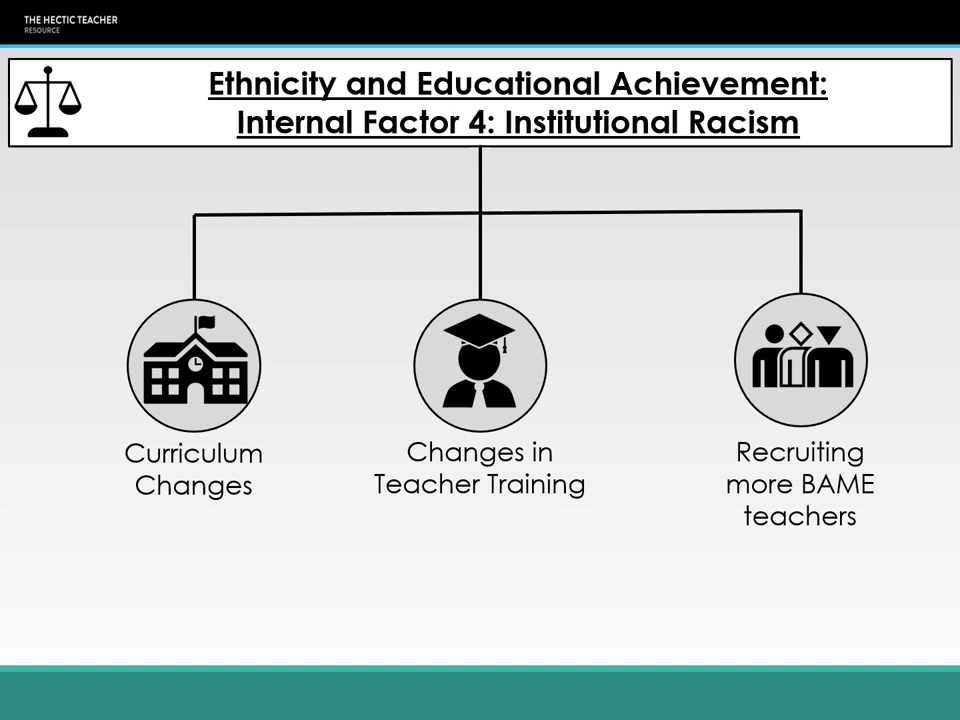 THE HECTIC TEACHER
RESOURCE
Ethnicity and Educational Achievement:
Internal Factor 4: Institutional Racism
Curriculum
Changes
Changes in
Teacher Training
Recruiting
more BAME
teachers